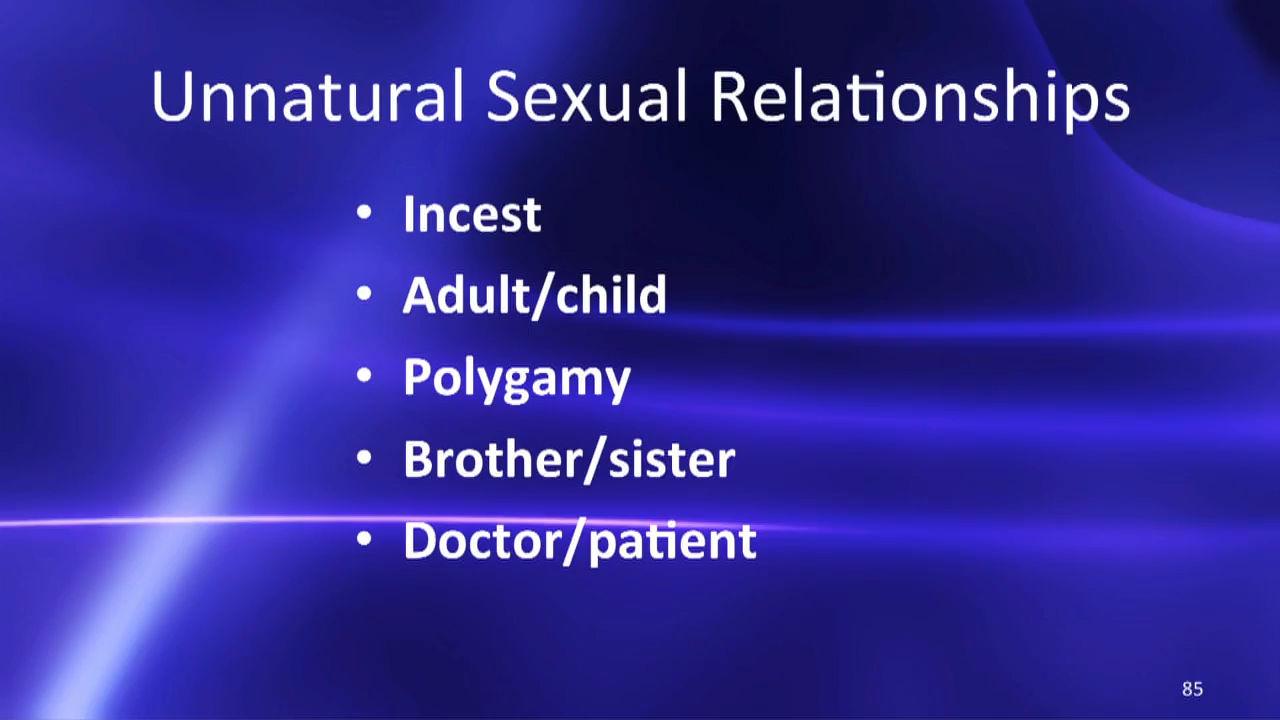 Unnatural Sexual Relationships
• Incest
• Adult/child
• Polygamy
• Brother/sister
• Doctor/patient
85